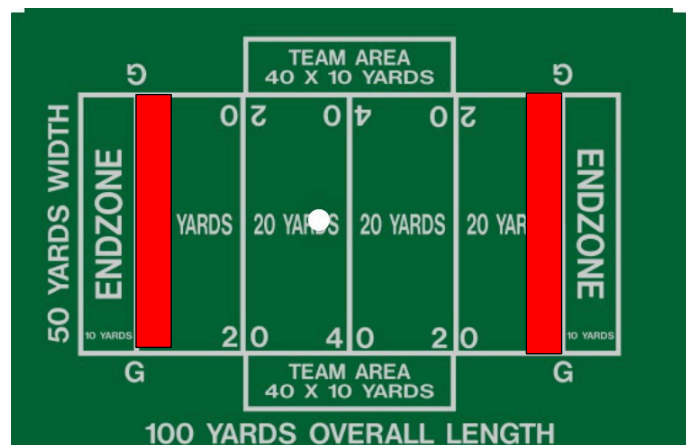 TEAM AREA
40 X 10 YARDS
G G
0 2 0 4 0 2
50 YARDS WIDTH
ENDZONE
YARDS 20 YARDS 20 YARDS 20 YAR
ENDZONE
10 YARDS 2 0 4 0 2 0 10 YARDS
G G
TEAM AREA
40 X 10 YARDS
100 YARDS OVERALL LENGTH